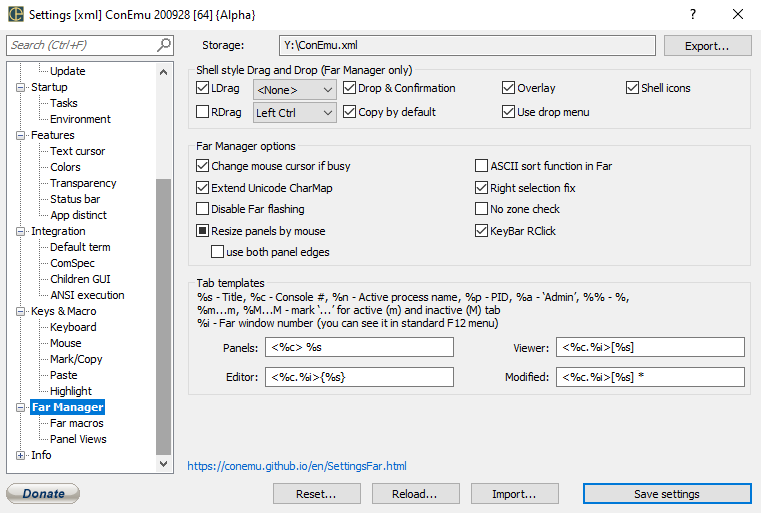 Settings [xml] ConEmu 200928 [64] {Alpha}
?
Search (Ctrl+F)
Storage:
Y:\ConEmu.xml
Export...
Update
Startup
Tasks
Environment
Features
Text cursor
Colors
Transparency
Status bar
App distinct
Integration
Default term
ComSpec
Children GUI
ANSI execution
Keys & Macro
Keyboard
Mouse
Mark/Copy
Paste
Highlight
Far Manager
Far macros
Panel Views
Info
Shell style Drag and Drop (Far Manager only)
LDrag <None> Drop & Confirmation Overlay Shell icons
RDrag Left Ctrl Copy by default Use drop menu
Far Manager options
Change mouse cursor if busy ASCII sort function in Far
Extend Unicode CharMap Right selection fix
Disable Far flashing No zone check
Resize panels by mouse KeyBar RClick
use both panel edges
Tab templates
%s - Title, %c - Console #, %n - Active process name, %p - PID, %a - ‘Admin’, %% - %,
%m...m, %M...M - mark ‘...’ for active (m) and inactive (M) tab
%i - Far window number (you can see it in standard F12 menu)
Panels: <%c> %s Viewer: <%c.%i>[%s]
Editor: <%c.%i>{%s} Modified: <%c.%i>[%s] *
https://conemu.github.io/en/SettingsFar.html
Donate
Reset...
Reload...
Import...
Save settings